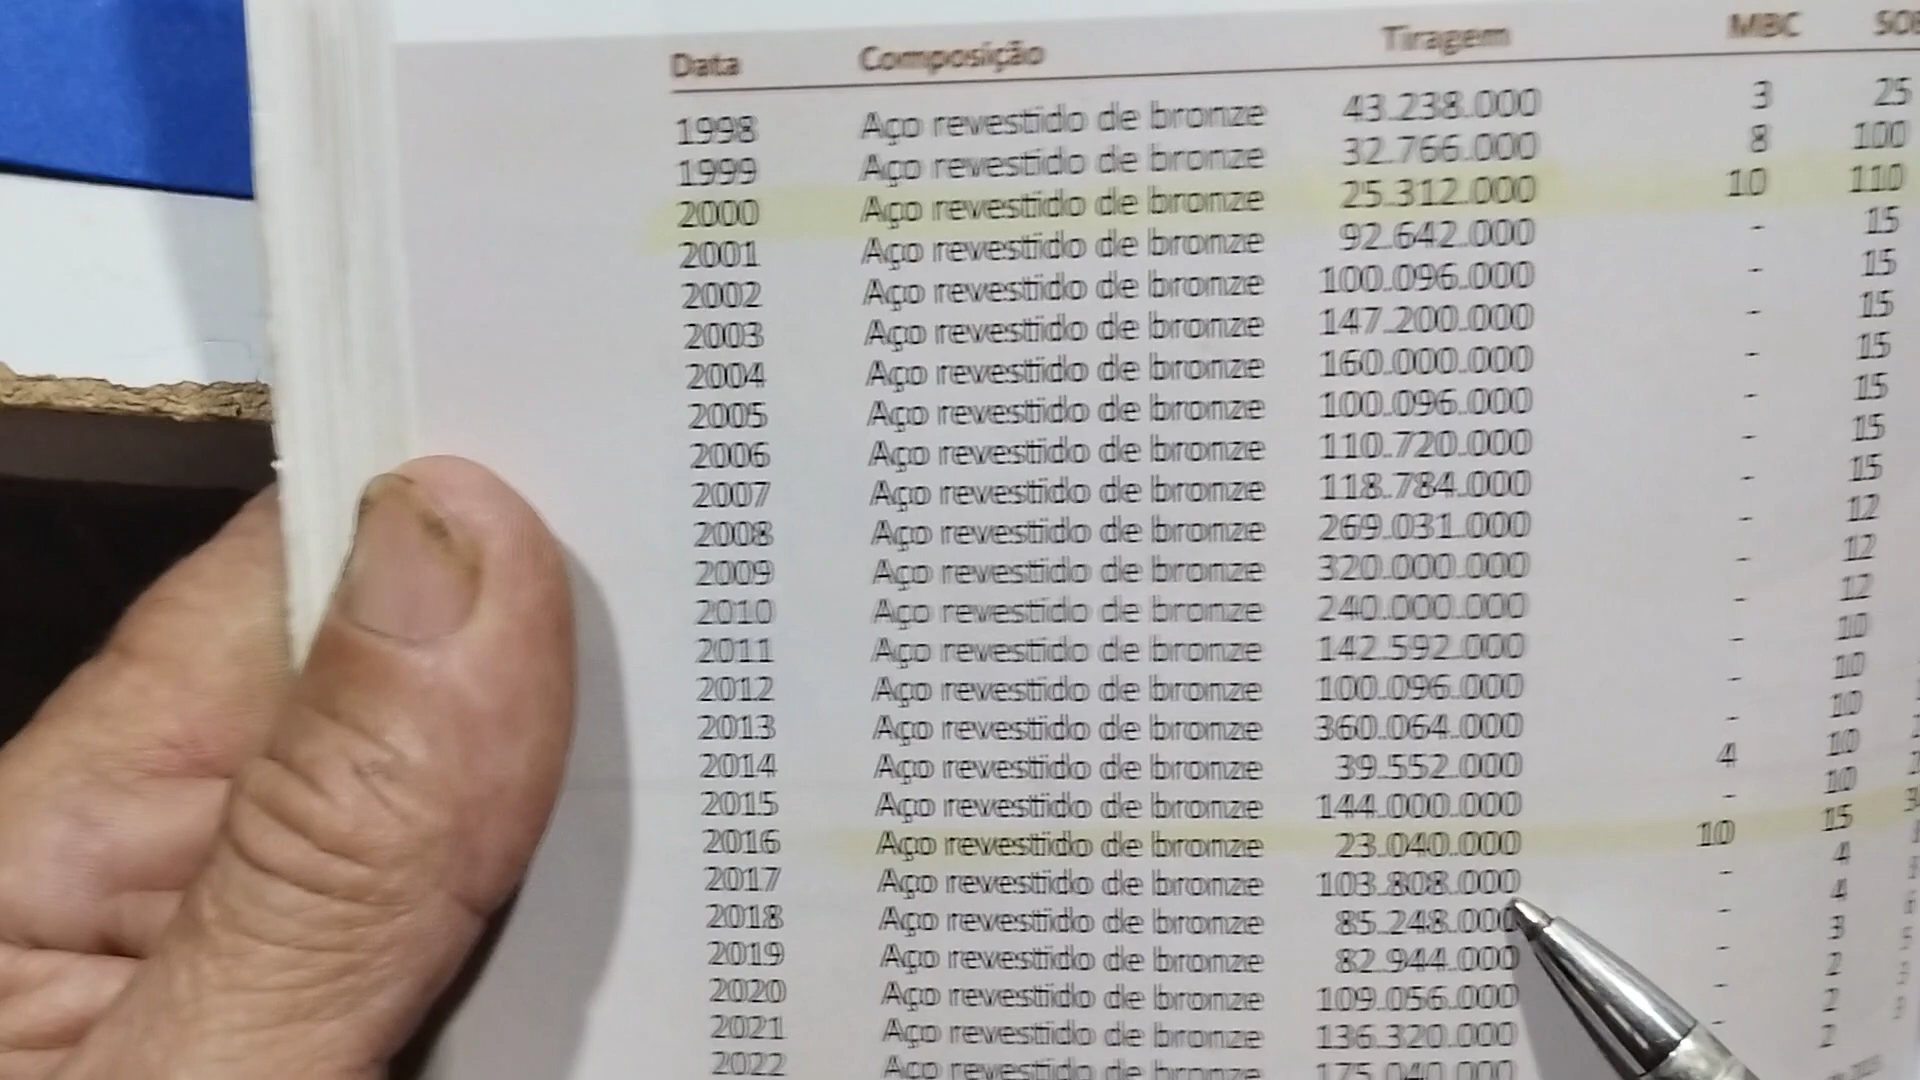 Data Composição Tiragem MBC SOB
1998 Aço revestido de bronze 43.238.000 3 25
1999 Aço revestido de bronze 32.766.000 8 100
2000 Aço revestido de bronze 25.312.000 10 110
2001 Aço revestido de bronze 92.642.000 - 15
2002 Aço revestido de bronze 100.096.000 - 15
2003 Aço revestido de bronze 147.200.000 - 15
2004 Aço revestido de bronze 160.000.000 - 15
2005 Aço revestido de bronze 100.096.000 - 15
2006 Aço revestido de bronze 110.720.000 - 15
2007 Aço revestido de bronze 118.784.000 - 15
2008 Aço revestido de bronze 269.031.000 - 12
2009 Aço revestido de bronze 320.000.000 - 12
2010 Aço revestido de bronze 240.000.000 - 12
2011 Aço revestido de bronze 142.592.000 - 10
2012 Aço revestido de bronze 100.096.000 - 10
2013 Aço revestido de bronze 360.064.000 - 10
2014 Aço revestido de bronze 39.552.000 4 10
2015 Aço revestido de bronze 144.000.000 - 10
2016 Aço revestido de bronze 23.040.000 10 15
2017 Aço revestido de bronze 103.808.000 - 4
2018 Aço revestido de bronze 85.248.000 - 4
2019 Aço revestido de bronze 82.944.000 - 3
2020 Aço revestido de bronze 109.056.000 - 2
2021 Aço revestido de bronze 136.320.000 - 2
2022 Aço revestido de bronze 175.040.000 2